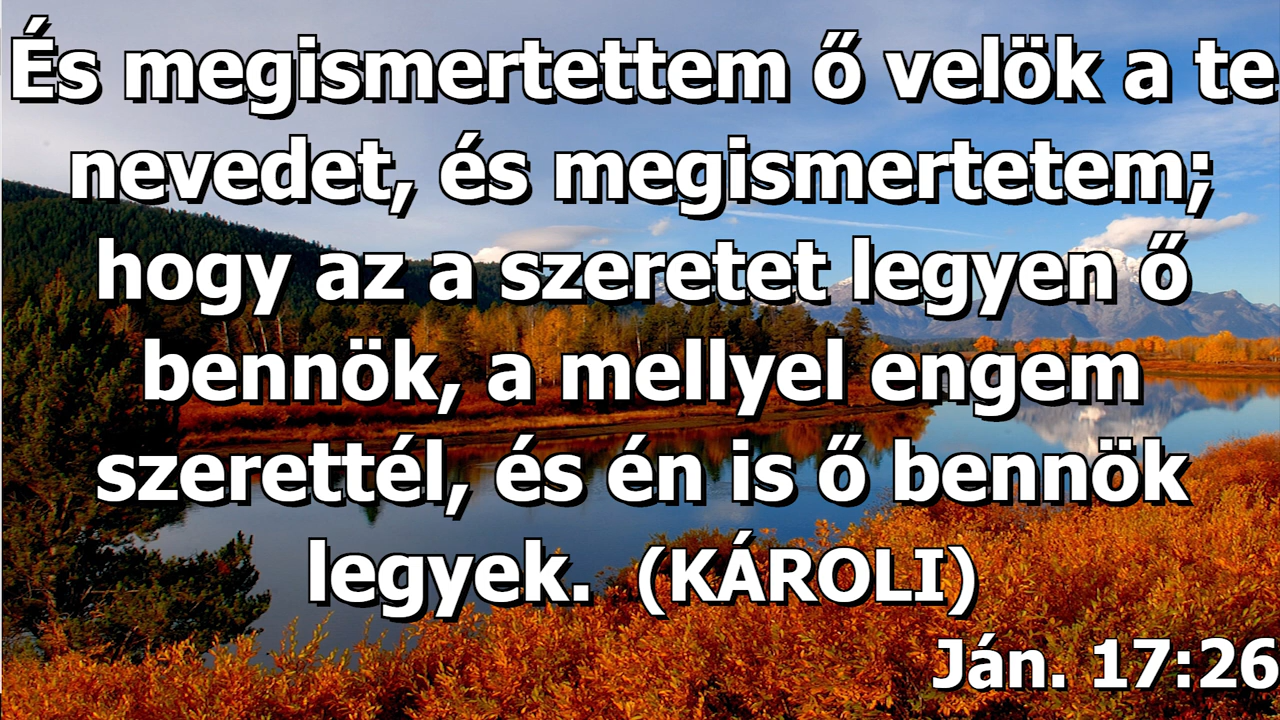 És megismertettem ő velök a te
nevedet, és megismertetem;
hogy az a szeretet legyen ő
bennök, a mellyel engem
szerettél, és én is ő bennök
legyek. (KÁROLI)
Ján. 17:26